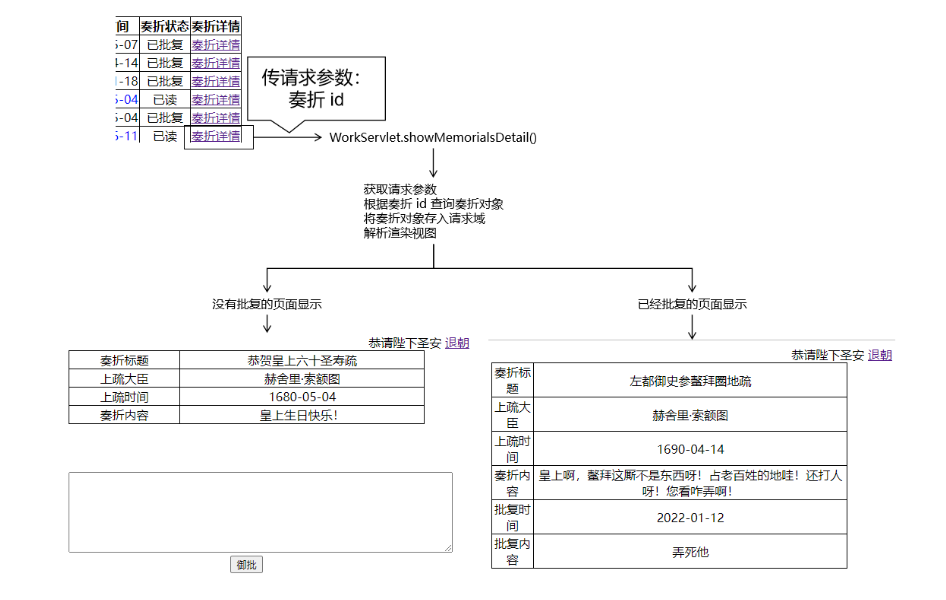 间 奏折状态 奏折详情
5-07 已批复 奏折详情
4-14 已批复 奏折详情
1-18 已批复 奏折详情
5-04 已读 奏折详情
5-04 已批复 奏折详情
5-11 已读 奏折详情
传请求参数：
奏折 id
WorkServlet.showMemorialsDetail()
获取请求参数
根据奏折 id 查询奏折对象
将奏折对象存入请求域
解析渲染视图
没有批复的页面显示
恭请陛下圣安 退朝
奏折标题 恭贺皇上六十圣寿疏
上疏大臣 赫舍里·索额图
上疏时间 1680-05-04
奏折内容 皇上生日快乐！
御批
已经批复的页面显示
恭请陛下圣安 退朝
奏折标
题
左都御史参鳌拜圈地疏
上疏大
臣
赫舍里·索额图
上疏时
间
1690-04-14
奏折内
容
皇上啊，鳌拜这厮不是东西呀！占老百姓的地哇！还打人
呀！您看咋弄啊！
批复时
间
2022-01-12
批复内
容
弄死他